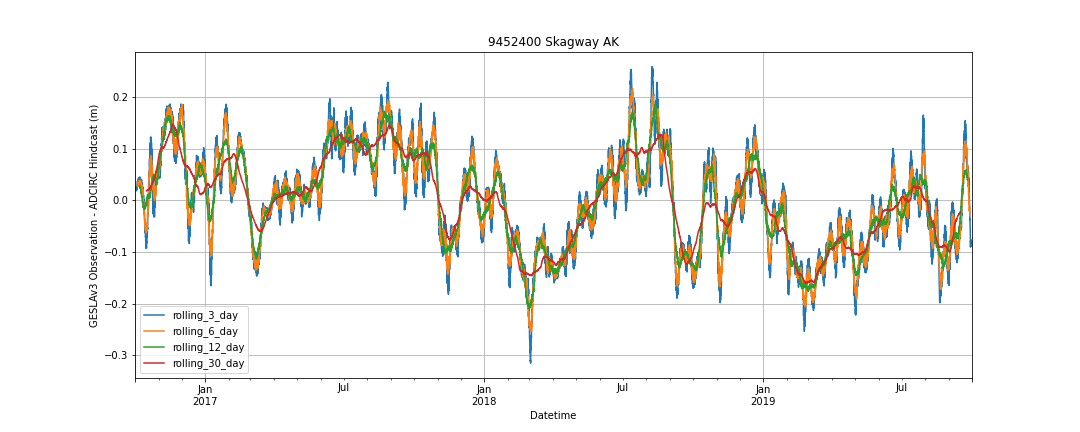 9452400 Skagway AK
GESLAv3 Observation - ADCIRC Hindcast (m)
0.2
0.1
0.0
−0.1
−0.2
−0.3
rolling_3_day
rolling_6_day
rolling_12_day
rolling_30_day
Jan
2017
Jul
Jan
2018
Jul
Jan
2019
Jul
Datetime